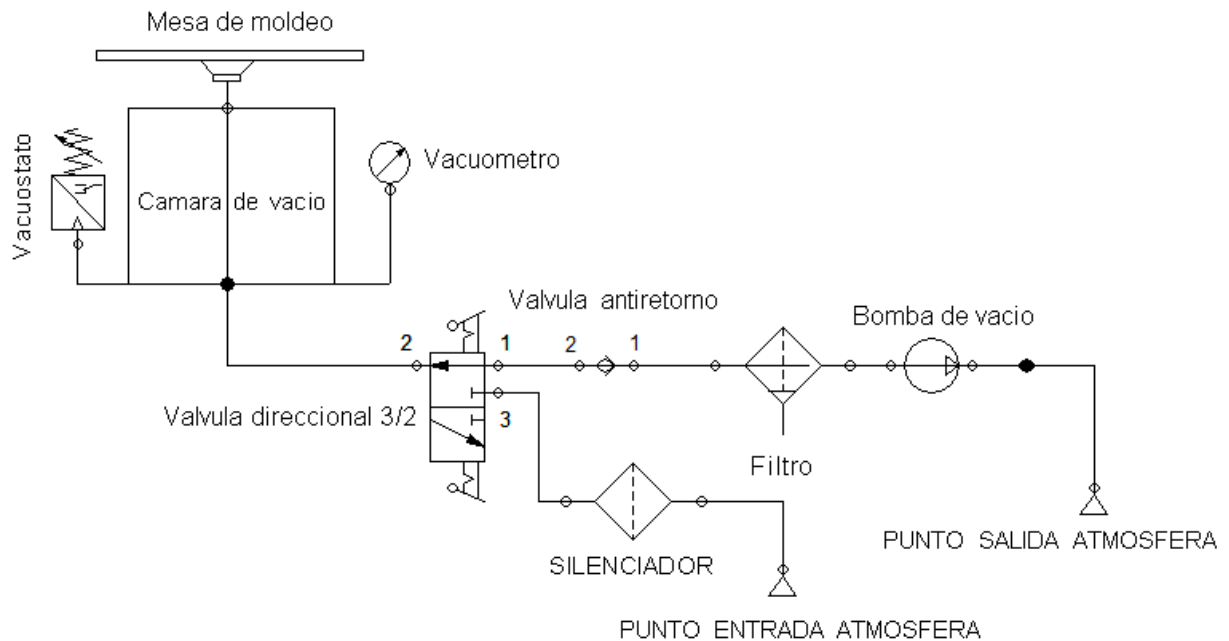 Mesa de moldeo
Vacuostato
Vacuometro
Camara de vacio
Valvula antiretorno
Bomba de vacio
2
1
2
1
Valvula direccional 3/2
3
Filtro
SILENCIADOR
PUNTO SALIDA ATMOSFERA
PUNTO ENTRADA ATMOSFERA